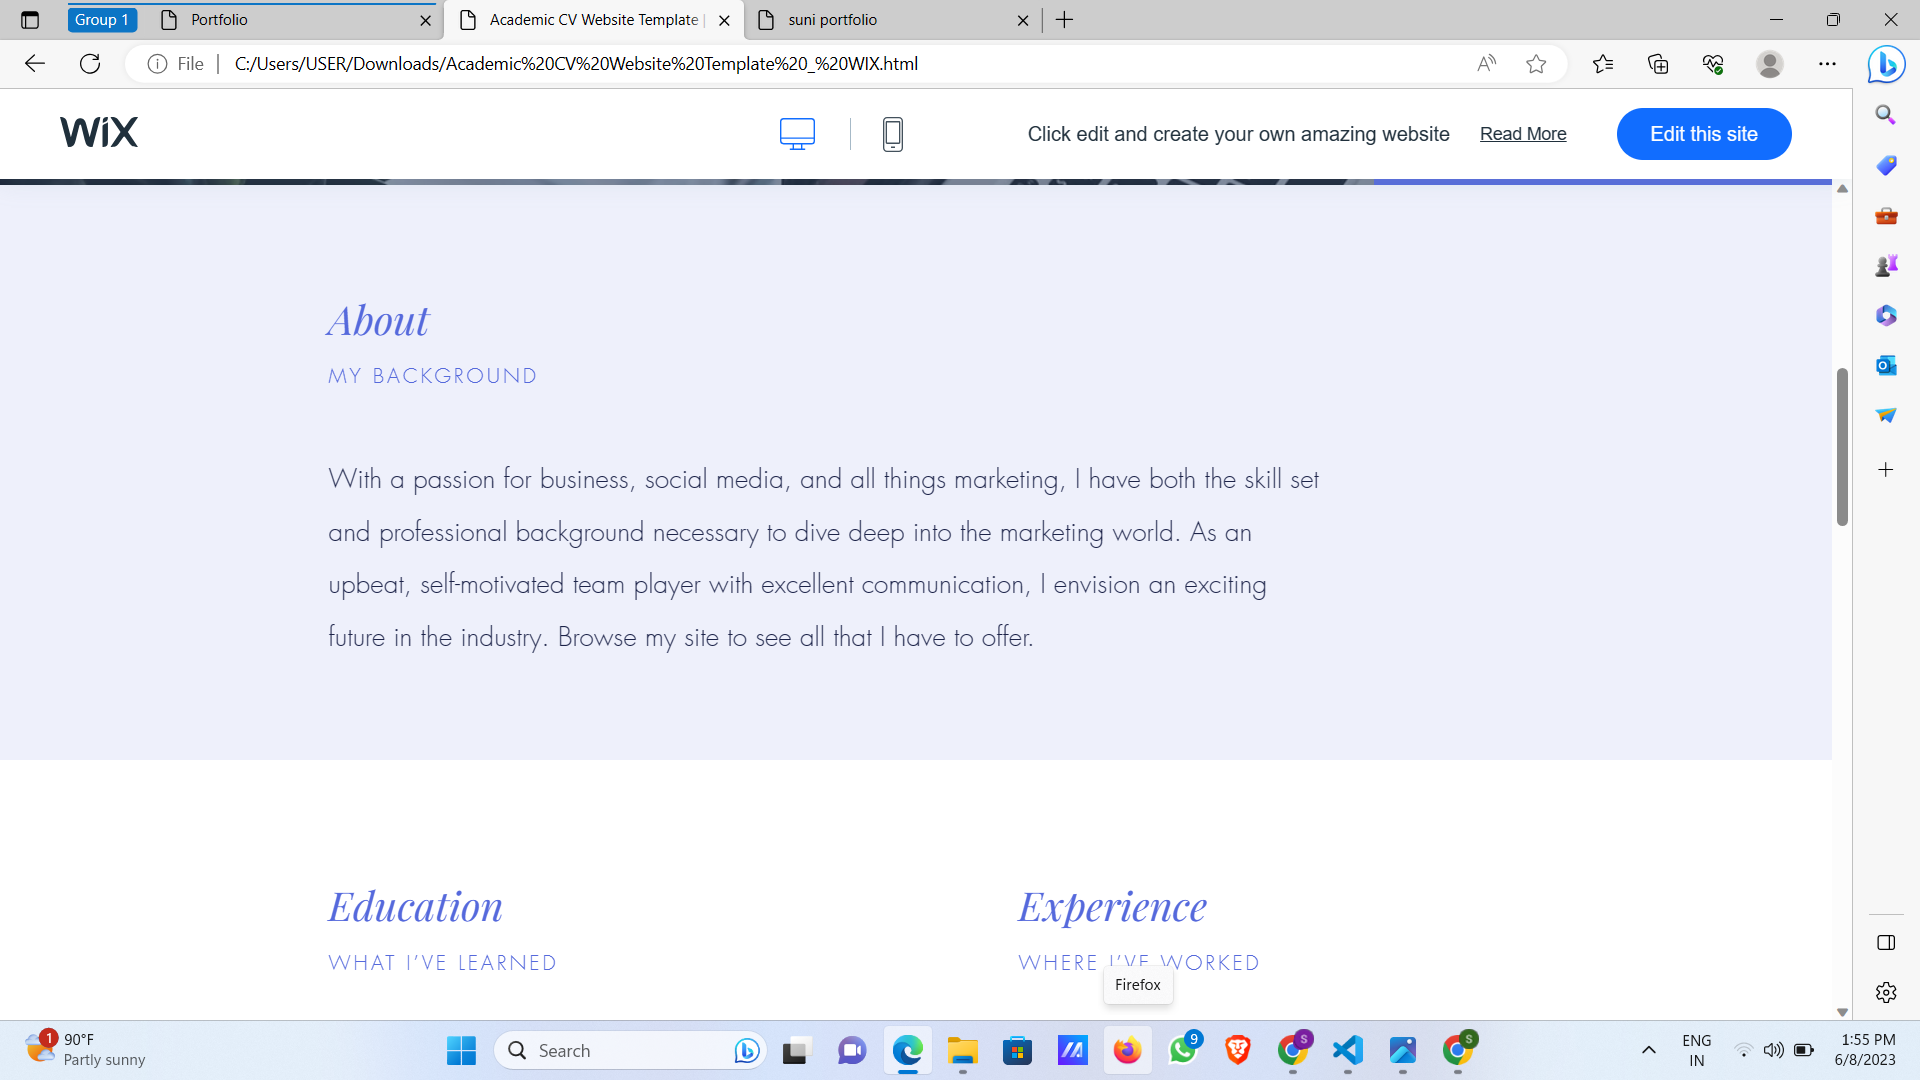 Group 1
Portfolio
Academic CV Website Template |
suni portfolio
File
C:/Users/USER/Downloads/Academic%20CV%20Website%20Template%20_%20WIX.html
WiX
Click edit and create your own amazing website
Read More
Edit this site
About
MY BACKGROUND
With a passion for business, social media, and all things marketing, I have both the skill set
and professional background necessary to dive deep into the marketing world. As an
upbeat, self-motivated team player with excellent communication, I envision an exciting
future in the industry. Browse my site to see all that I have to offer.
Education
WHAT I’VE LEARNED
Experience
WHERE I’VE WORKED
Firefox
1
90°F
Partly sunny
Search
9
S
S
ENG
IN
1:55 PM
6/8/2023